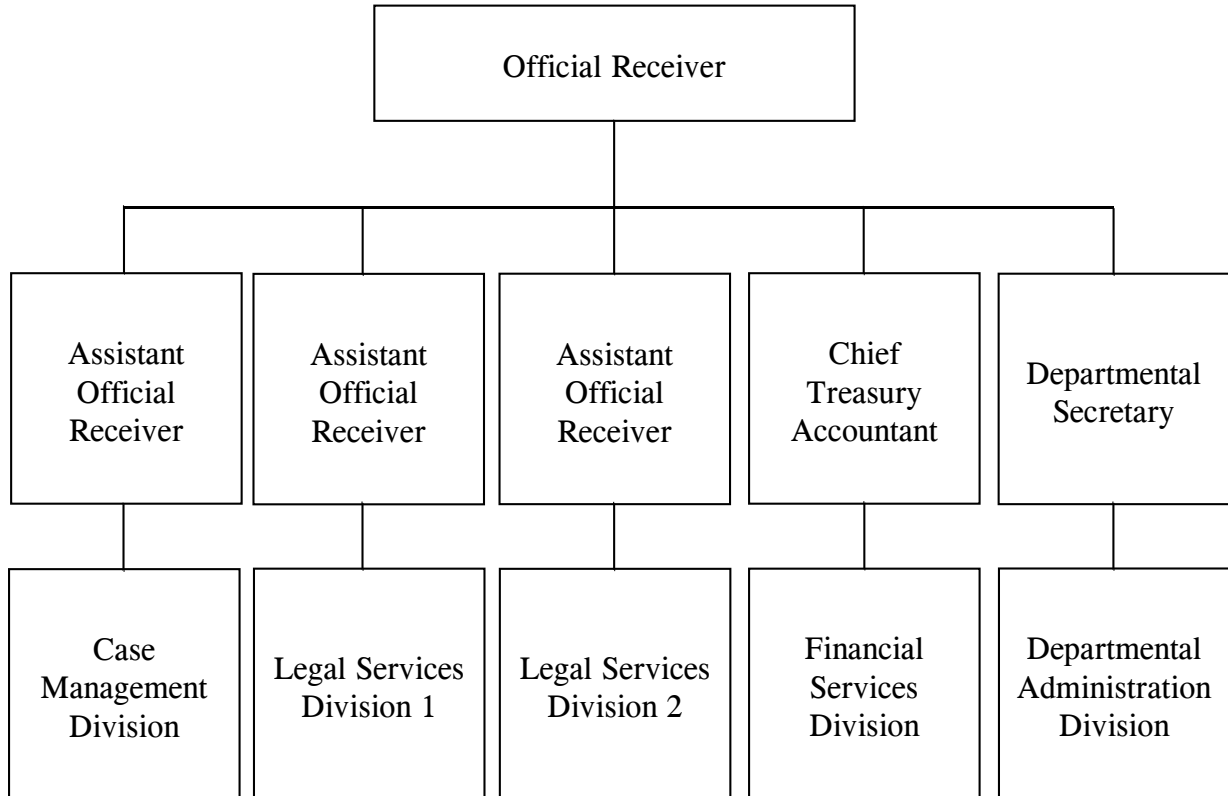 Official Receiver
Assistant
Official
Receiver
Assistant
Official
Receiver
Assistant
Official
Receiver
Chief
Treasury
Accountant
Departmental
Secretary
Case
Management
Division
Legal Services
Division 1
Legal Services
Division 2
Financial
Services
Division
Departmental
Administration
Division